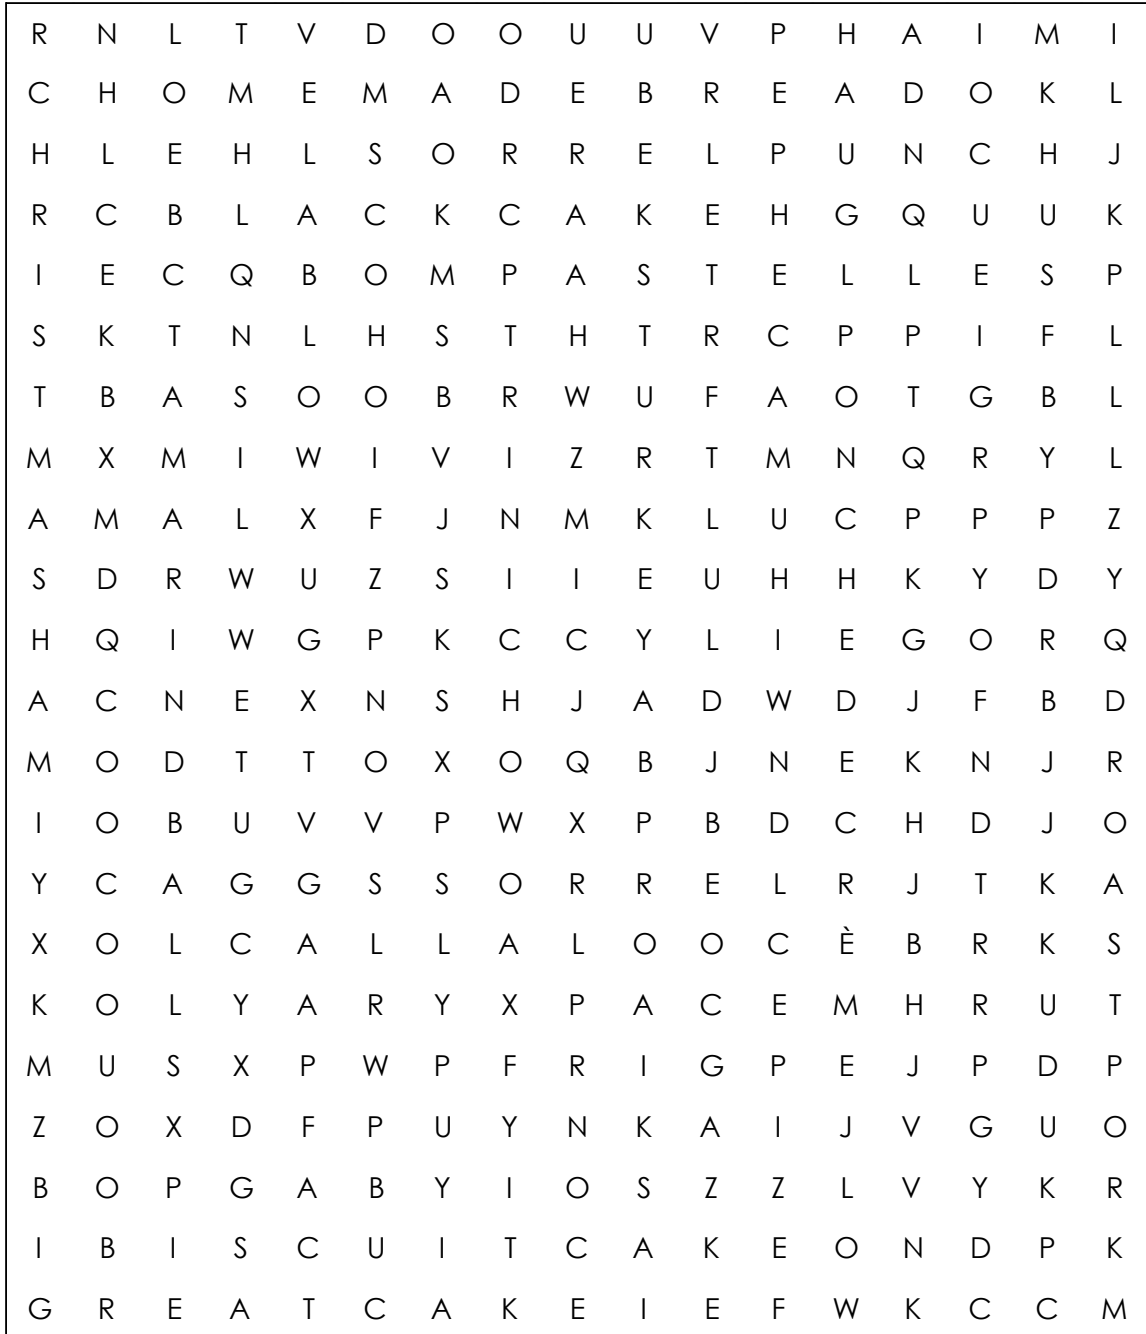 R N L T V D O O U U V P H A I M I
C H O M E M A D E B R E A D O K L
H L E H L S O R R E L P U N C H J
R C B L A C K C A K E H G Q U U K
I E C Q B O M P A S T E L L E S P
S K T N L H S T H T R C P P I F L
T B A S O O B R W U F A O T G B L
M X M I W I V I Z R T M N Q R Y L
A M A L X F J N M K L U C P P P Z
S D R W U Z S I I E U H H K Y D Y
H Q I W G P K C C Y L I E G O R Q
A C N E X N S H J A D W D J F B D
M O D T T O X O Q B J N E K N J R
I O B U V V P W X P B D C H D J O
Y C A G G S S O R R E L R J T K A
X O L C A L L A L O O C È B R K S
K O L Y A R Y X P A C E M H R U T
M U S X P W P F R I G P E J P D P
Z O X D F P U Y N K A I J V G U O
B O P G A B Y I O S Z Z L V Y K R
I B I S C U I T C A K E O N D P K
G R E A T C A K E I E F W K C C M